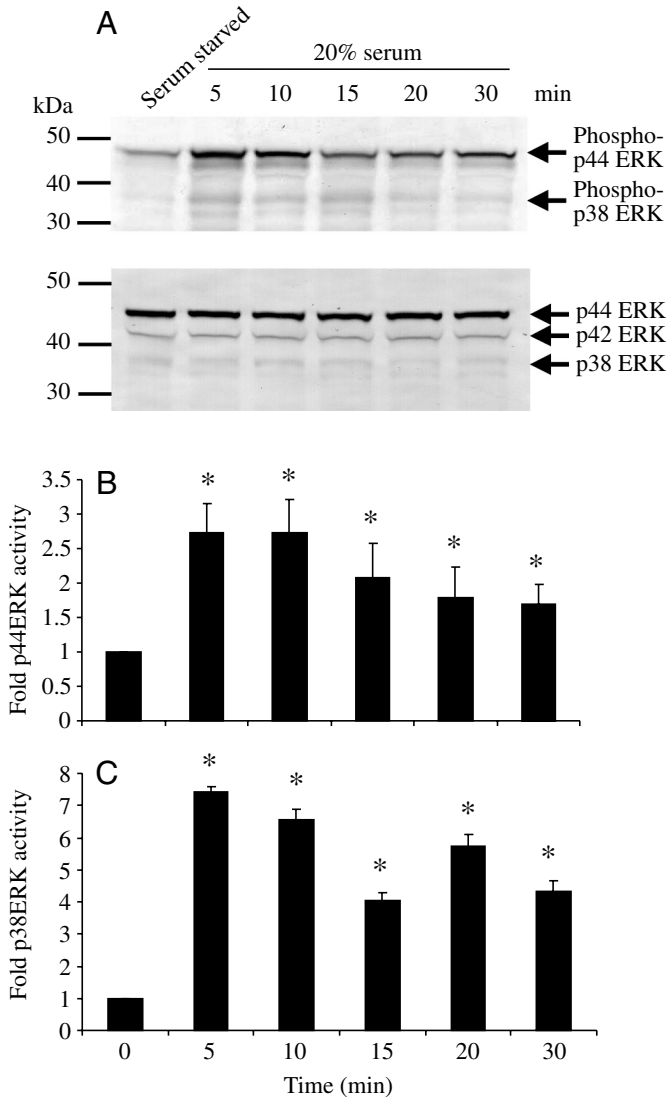 A
Serum starved
20% serum
5 10 15 20 30 min
kDa
50
40
30
Phospho-
p44 ERK
Phospho-
p38 ERK
50
40
30
p44 ERK
p42 ERK
p38 ERK
B
Fold p44ERK activity
3.5
3
2.5
2
1.5
1
0.5
0
* * * * *
C
Fold p38ERK activity
8
7
6
5
4
3
2
1
0
* * * * *
0 5 10 15 20 30
Time (min)